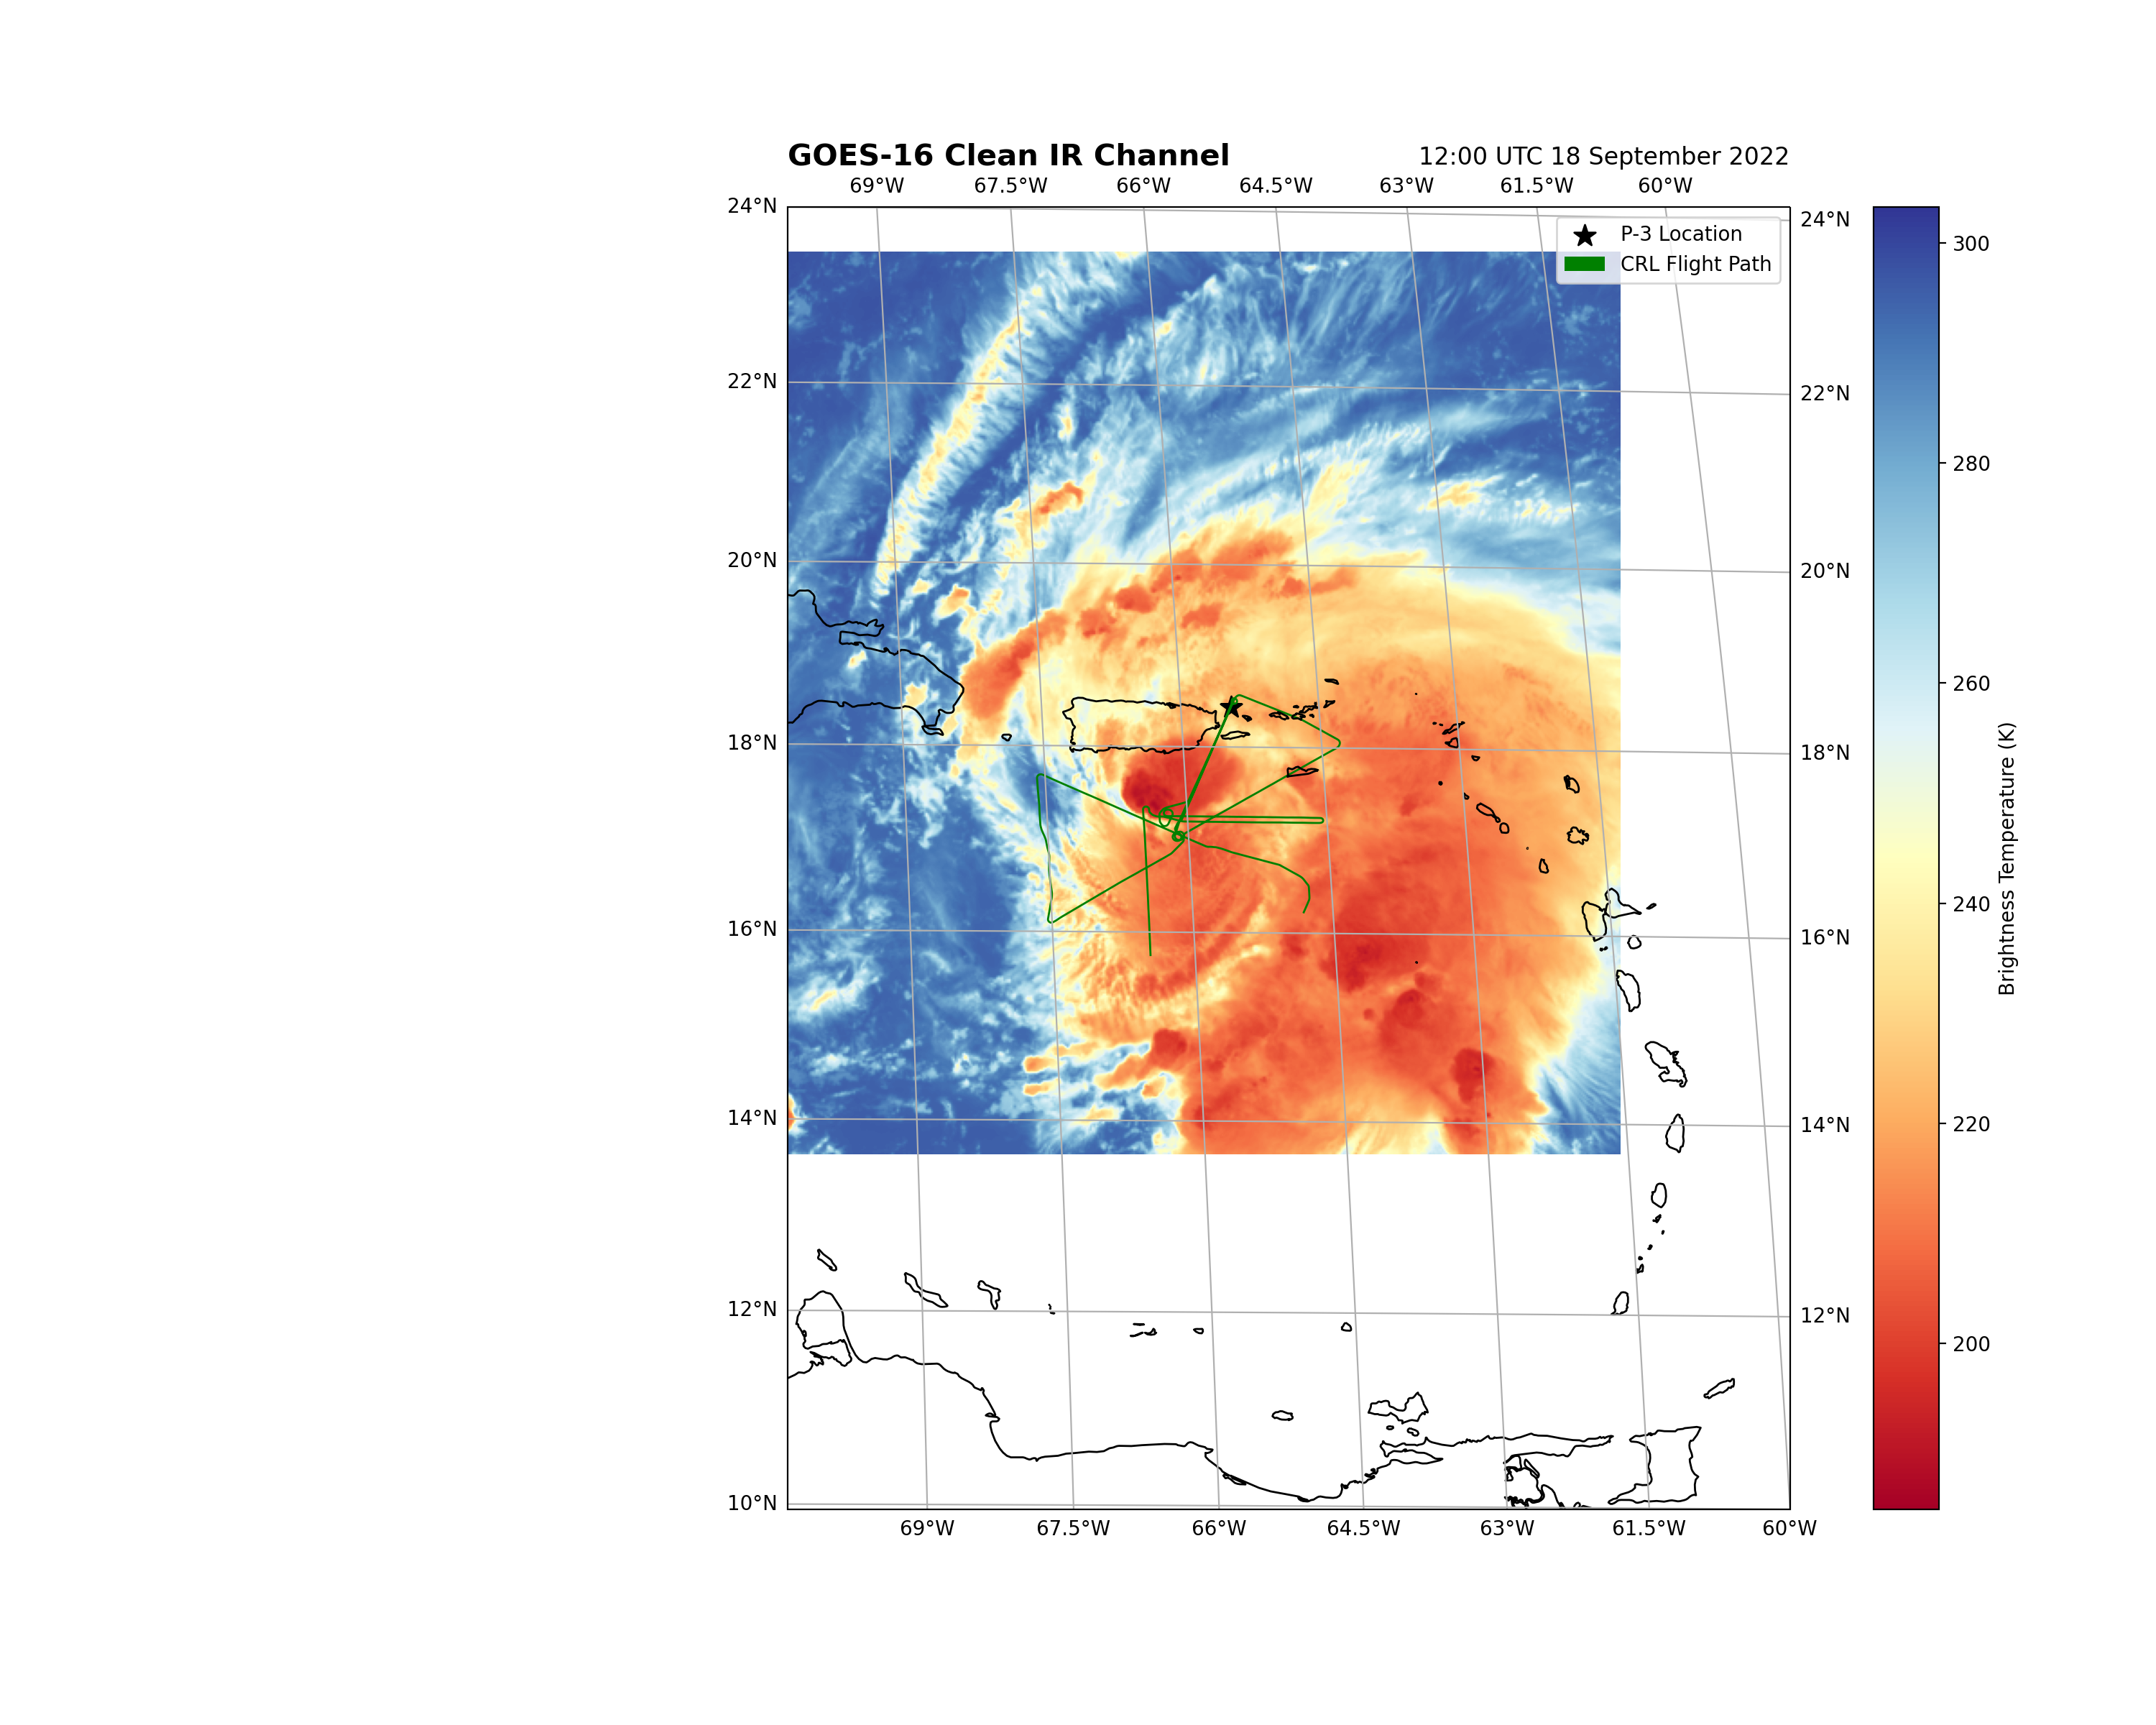 GOES-16 Clean IR Channel
12:00 UTC 18 September 2022
69°W 67.5°W 66°W 64.5°W 63°W 61.5°W 60°W
24°N 24°N
P-3 Location
CRL Flight Path
300
22°N 22°N
280
20°N 20°N
260
18°N 18°N
Brightness Temperature (K)
240
16°N 16°N
220
14°N 14°N
12°N 12°N
200
10°N
69°W 67.5°W 66°W 64.5°W 63°W 61.5°W 60°W